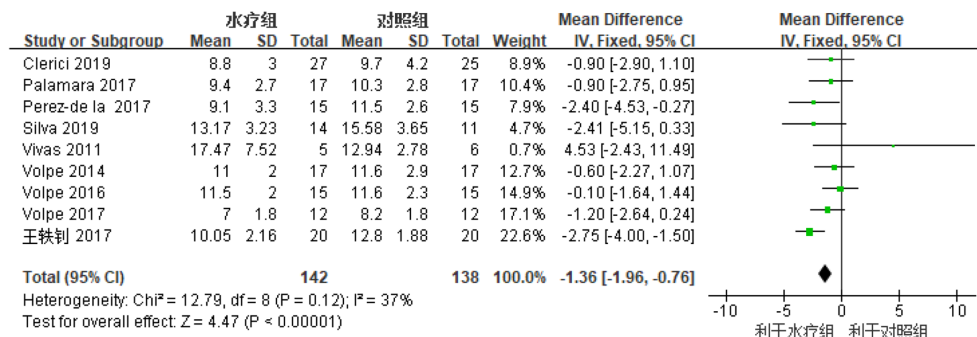 水疗组 对照组 Mean Difference Mean Difference
Study or Subgroup Mean SD Total Mean SD Total Weight IV, Fixed, 95% CI IV, Fixed, 95% CI
Clerici 2019 8.8 3 27 9.7 4.2 25 8.9% -0.90 [-2.90, 1.10]
Palamara 2017 9.4 2.7 17 10.3 2.8 17 10.4% -0.90 [-2.75, 0.95]
Perez-de la 2017 9.1 3.3 15 11.5 2.6 15 7.9% -2.40 [-4.53, -0.27]
Silva 2019 13.17 3.23 14 15.58 3.65 11 4.7% -2.41 [-5.15, 0.33]
Vivas 2011 17.47 7.52 5 12.94 2.78 6 0.7% 4.53 [-2.43, 11.49]
Volpe 2014 11 2 17 11.6 2.9 17 12.7% -0.60 [-2.27, 1.07]
Volpe 2016 11.5 2 15 11.6 2.3 15 14.9% -0.10 [-1.64, 1.44]
Volpe 2017 7 1.8 12 8.2 1.8 12 17.1% -1.20 [-2.64, 0.24]
王轶钊 2017 10.05 2.16 20 12.8 1.88 20 22.6% -2.75 [-4.00, -1.50]
Total (95% CI) 142 138 100.0% -1.36 [-1.96, -0.76]
Heterogeneity: Chi² = 12.79, df = 8 (P = 0.12); I² = 37%
Test for overall effect: Z = 4.47 (P < 0.00001)
-10 -5 0 5 10
利于水疗组 利于对照组